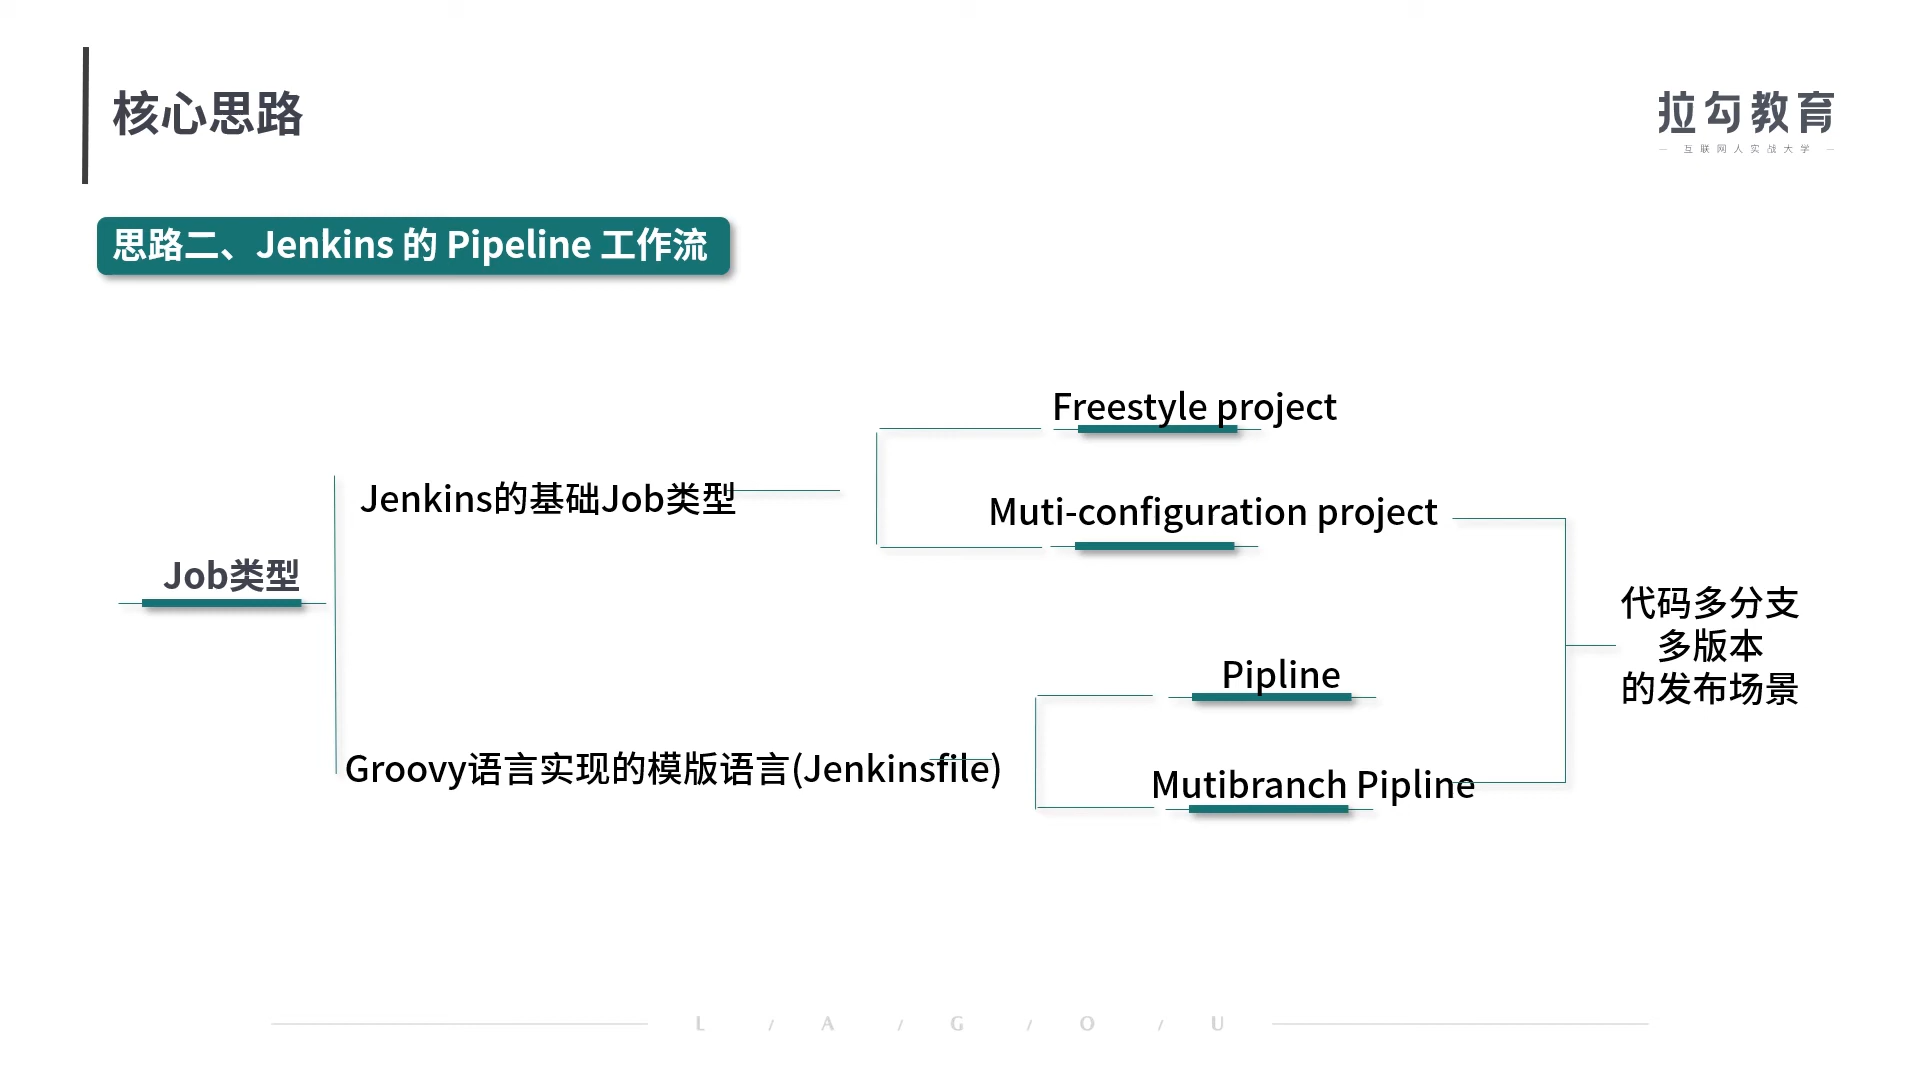 核心思路
拉勾教育
互联网人实战大学
思路二、Jenkins 的 Pipeline 工作流
Freestyle project
Jenkins的基础Job类型
Muti-configuration project
Job类型
代码多分支
多版本
的发布场景
Pipline
Groovy语言实现的模版语言(Jenkinsfile)
Mutibranch Pipline
L / A / G / O / U